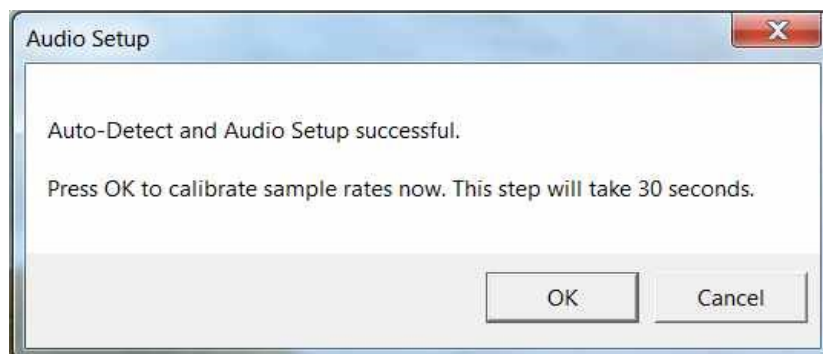 Audio Setup
Auto-Detect and Audio Setup successful.
Press OK to calibrate sample rates now. This step will take 30 seconds.
OK
Cancel